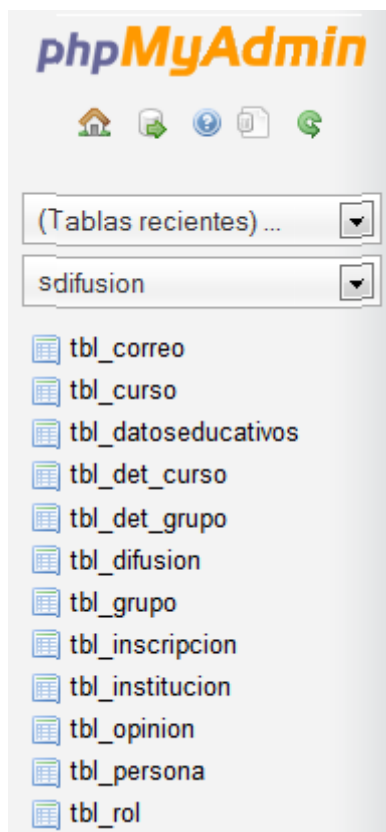 phpMyAdmin
(Tablas recientes) ...
sdifusion
tbl_correo
tbl_curso
tbl_datoseducativos
tbl_det_curso
tbl_det_grupo
tbl_difusion
tbl_grupo
tbl_inscripcion
tbl_institucion
tbl_opinion
tbl_persona
tbl_rol